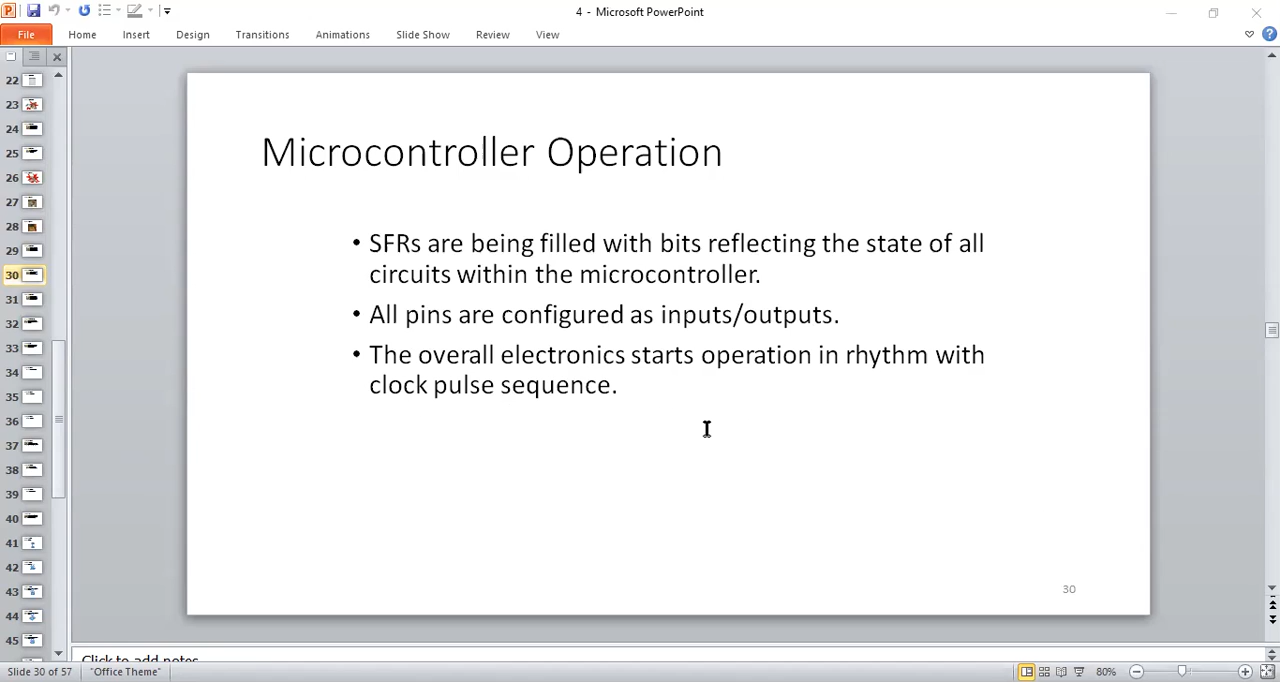 4 - Microsoft PowerPoint
File Home Insert Design Transitions Animations Slide Show Review View
22
23
24
25
26
27
28
29
30
31
32
33
34
35
36
37
38
39
40
41
42
43
44
45
Microcontroller Operation
• SFRs are being filled with bits reflecting the state of all
circuits within the microcontroller.
• All pins are configured as inputs/outputs.
• The overall electronics starts operation in rhythm with
clock pulse sequence.
30
Click to add notes
Slide 30 of 57 "Office Theme" 80%